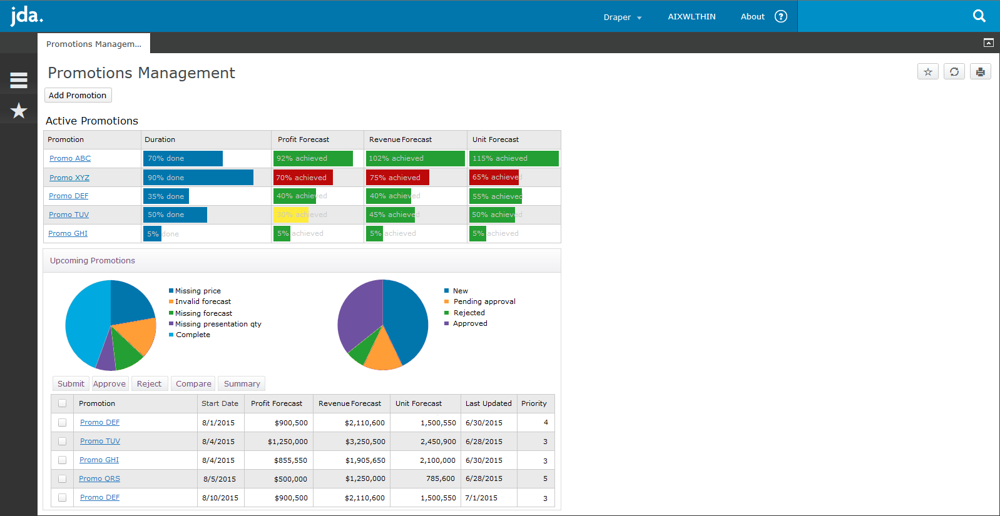 jda.
Draper AIXWLTHIN About ?
Promotions Managem...
Promotions Management
Add Promotion
Active Promotions
Promotion Duration Profit Forecast Revenue Forecast Unit Forecast
Promo ABC 70% done 92% achieved 102% achieved 115% achieved
Promo XYZ 90% done 70% achieved 75% achieved 65% achieved
Promo DEF 35% done 40% achieved 40% achieved 55% achieved
Promo TUV 50% done 30% achieved 45% achieved 50% achieved
Promo GHI 5% done 5% achieved 5% achieved 5% achieved
Upcoming Promotions
Missing price
Invalid forecast
Missing forecast
Missing presentation qty
Complete
New
Pending approval
Rejected
Approved
Submit Approve Reject Compare Summary
Promotion Start Date Profit Forecast Revenue Forecast Unit Forecast Last Updated Priority
Promo DEF 8/1/2015 $900,500 $2,110,600 1,500,550 6/30/2015 4
Promo TUV 8/4/2015 $1,250,000 $3,250,500 2,450,900 6/28/2015 3
Promo GHI 8/4/2015 $855,550 $1,905,650 2,100,000 6/30/2015 3
Promo QRS 8/5/2015 $500,000 $1,250,000 785,600 6/28/2015 5
Promo DEF 8/10/2015 $900,500 $2,110,600 1,500,550 7/1/2015 3